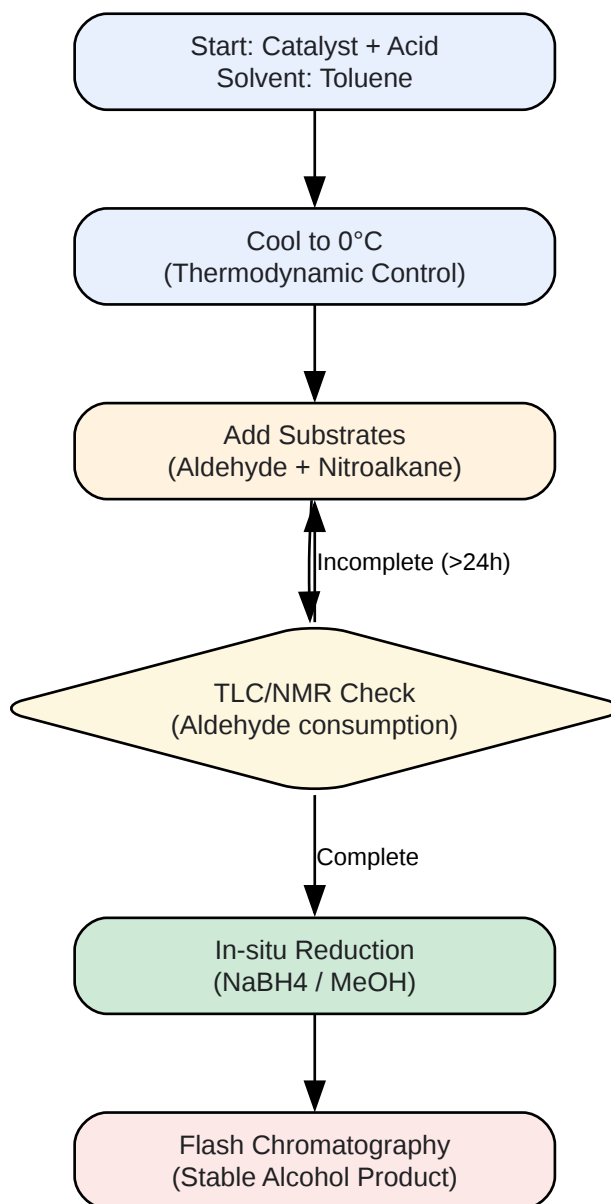 Start: Catalyst + Acid
Solvent: Toluene
Cool to 0°C
(Thermodynamic Control)
Add Substrates
(Aldehyde + Nitroalkane)
Incomplete (>24h)
TLC/NMR Check
(Aldehyde consumption)
Complete
In-situ Reduction
(NaBH4 / MeOH)
Flash Chromatography
(Stable Alcohol Product)